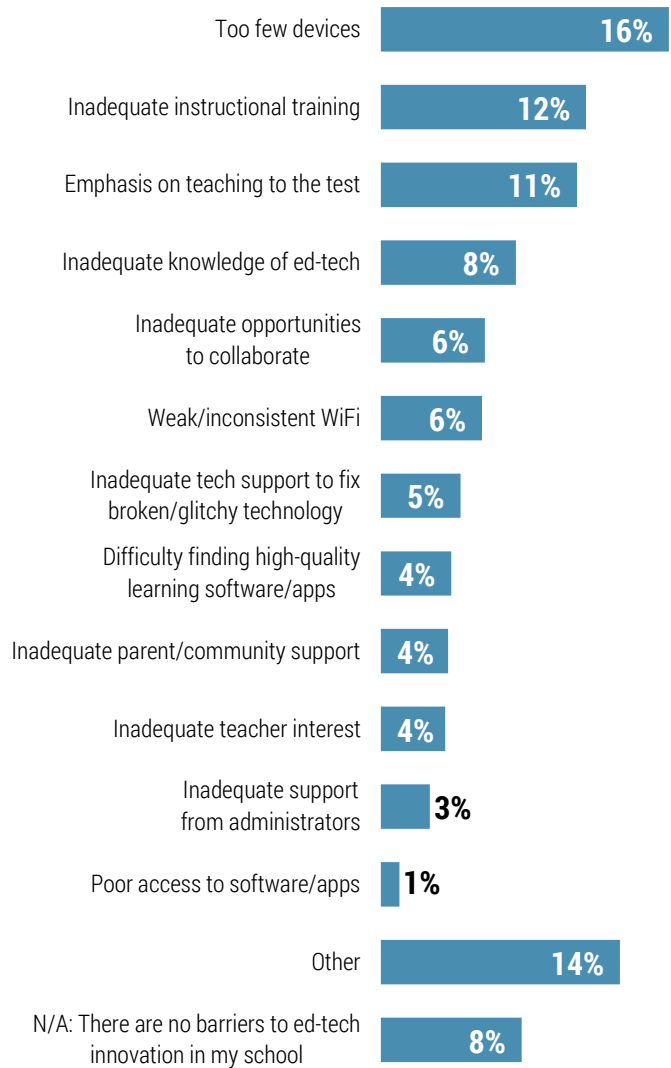 Too few devices
16%
Inadequate instructional training
12%
Emphasis on teaching to the test
11%
Inadequate knowledge of ed-tech
8%
Inadequate opportunities
to collaborate
6%
Weak/inconsistent WiFi
6%
Inadequate tech support to fix
broken/glitchy technology
5%
Difficulty finding high-quality
learning software/apps
4%
Inadequate parent/community support
4%
Inadequate teacher interest
4%
Inadequate support
from administrators
3%
Poor access to software/apps
1%
Other
14%
N/A: There are no barriers to ed-tech
innovation in my school
8%